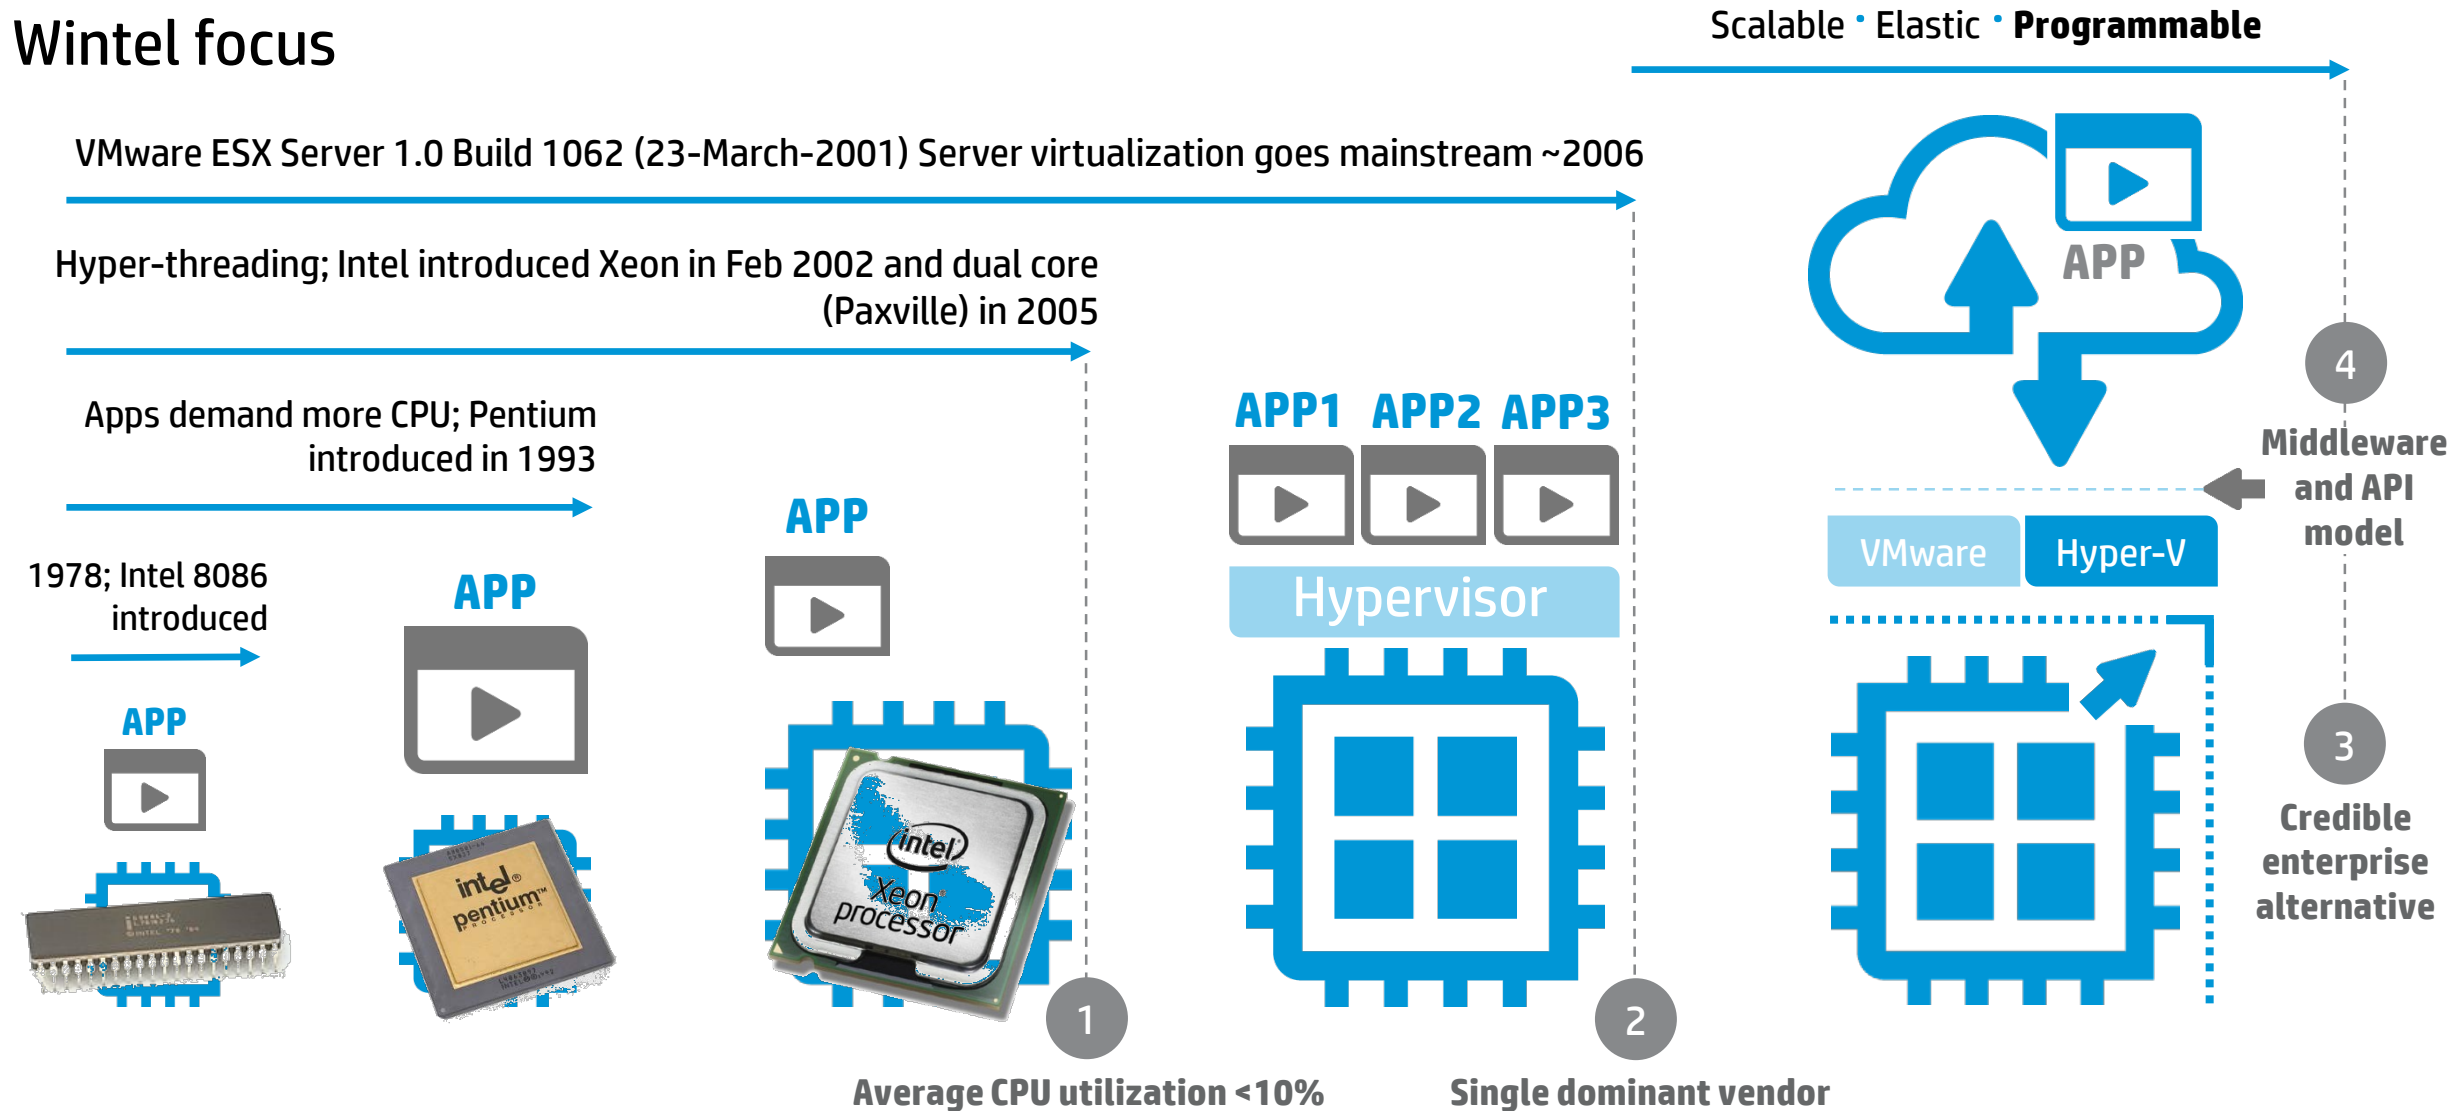 Wintel focus
Scalable · Elastic · Programmable
VMware ESX Server 1.0 Build 1062 (23-March-2001) Server virtualization goes mainstream ~2006
Hyper-threading; Intel introduced Xeon in Feb 2002 and dual core
(Paxville) in 2005
Apps demand more CPU; Pentium
introduced in 1993
1978; Intel 8086
introduced
APP
APP
intel®
pentium™
PROCESSOR
APP
intel
Xeon®
processor
1
Average CPU utilization <10%
APP1 APP2 APP3
Hypervisor
2
Single dominant vendor
APP
VMware
Hyper-V
4
Middleware
and API
model
3
Credible
enterprise
alternative